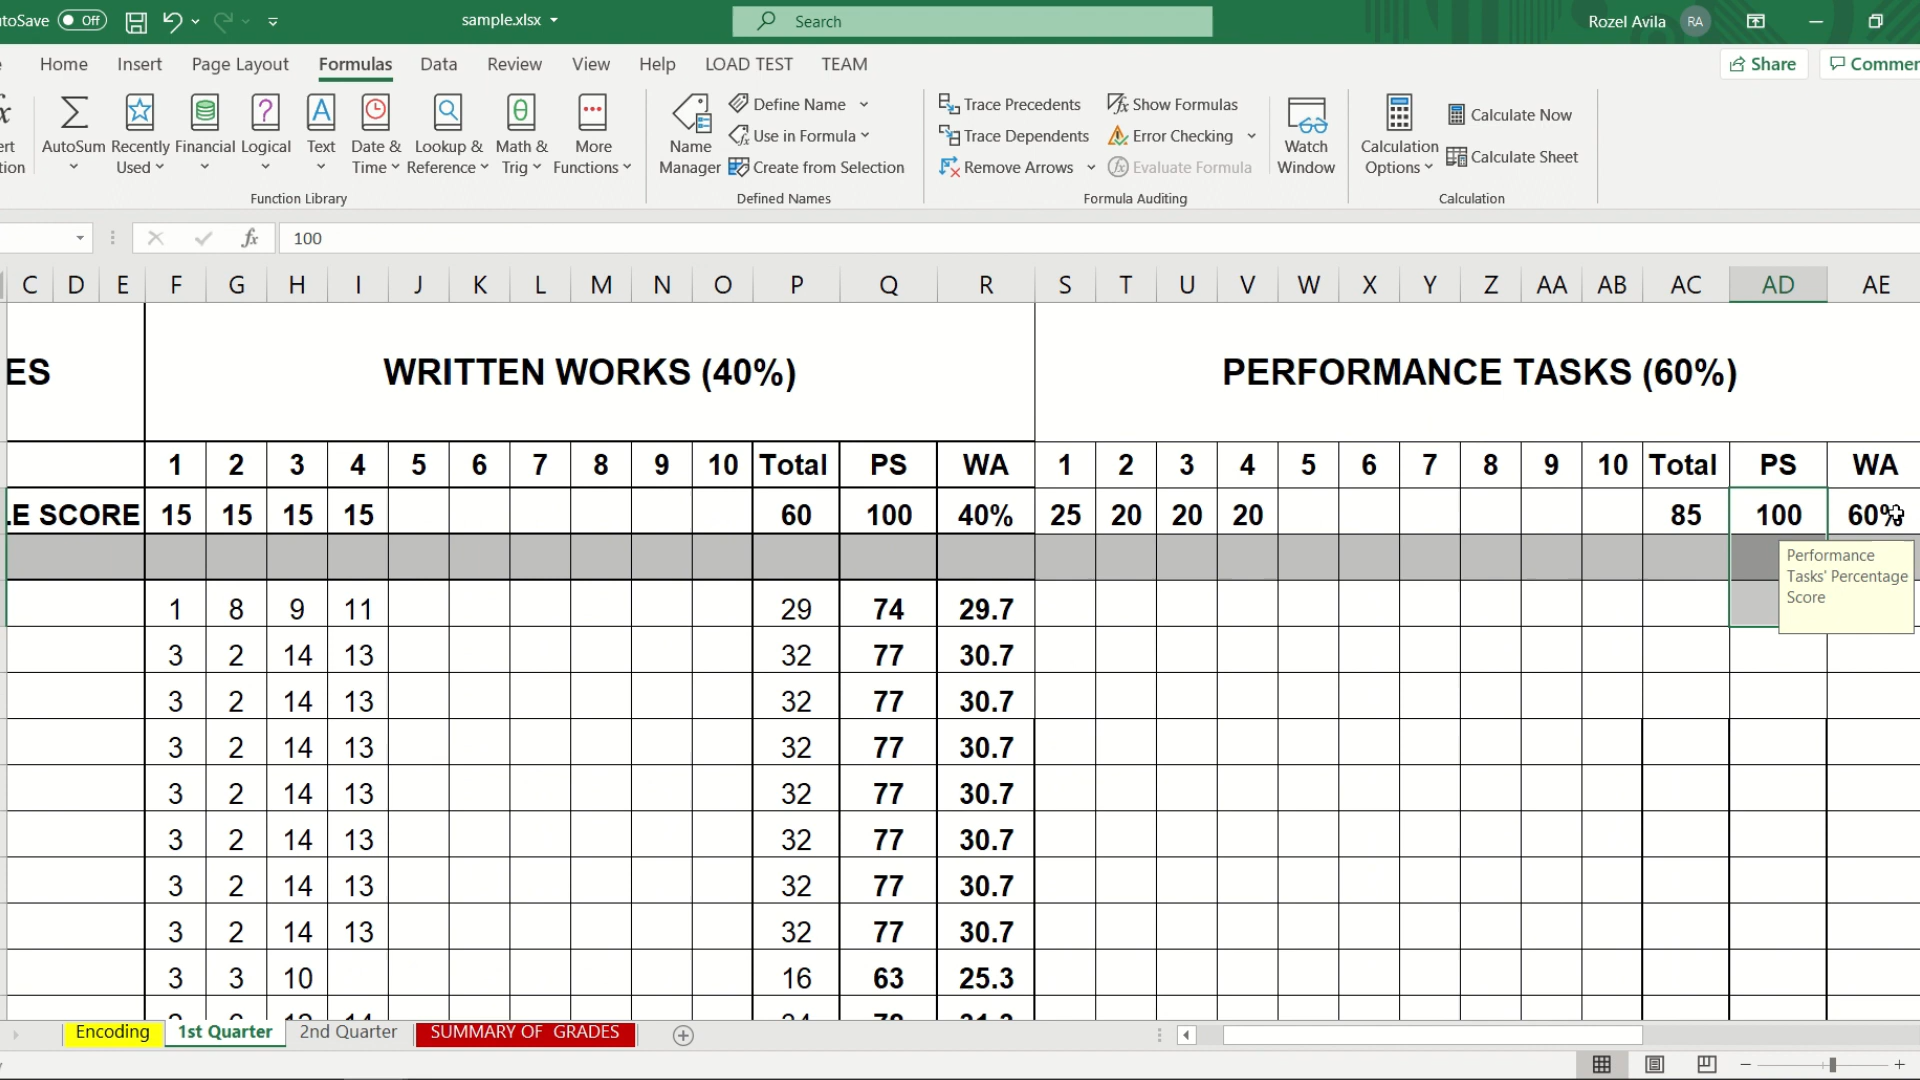 toSave Off sample.xlsx Search Rozel Avila RA
Home Insert Page Layout Formulas Data Review View Help LOAD TEST TEAM Share Commer
AutoSum Recently Used Financial Logical Text Date & Time Lookup & Reference Math & Trig More Functions
Function Library
Name Manager Define Name Use in Formula Create from Selection
Defined Names
Trace Precedents Show Formulas
Trace Dependents Error Checking
Remove Arrows Evaluate Formula
Formula Auditing
Watch Window
Calculation Options Calculate Now Calculate Sheet
Calculation
fx 100
C D E F G H I J K L M N O P Q R S T U V W X Y Z AA AB AC AD AE
ES WRITTEN WORKS (40%) PERFORMANCE TASKS (60%)
1 2 3 4 5 6 7 8 9 10 Total PS WA 1 2 3 4 5 6 7 8 9 10 Total PS WA
LE SCORE 15 15 15 15 60 100 40% 25 20 20 20 85 100 60%
Performance
Tasks' Percentage
Score
1 8 9 11 29 74 29.7
3 2 14 13 32 77 30.7
3 2 14 13 32 77 30.7
3 2 14 13 32 77 30.7
3 2 14 13 32 77 30.7
3 2 14 13 32 77 30.7
3 2 14 13 32 77 30.7
3 2 14 13 32 77 30.7
3 3 10 16 63 25.3
Encoding 1st Quarter 2nd Quarter SUMMARY OF GRADES